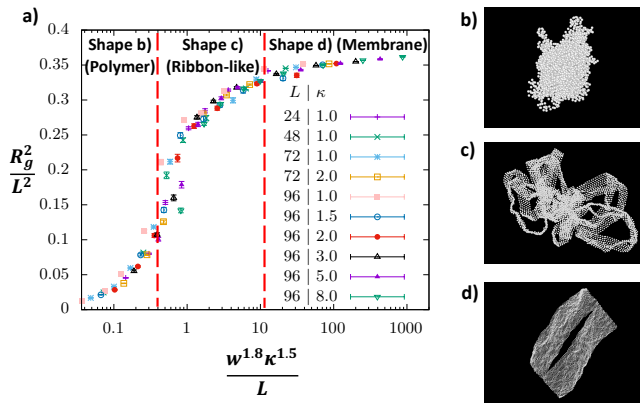 a)
Shape b) Shape c) Shape d) (Membrane)
(Polymer) (Ribbon-like)
0.4
0.35
0.3
0.25
0.2
0.15
0.1
0.05
0
R_g^2
L^2
L | κ
24 | 1.0
48 | 1.0
72 | 1.0
72 | 2.0
96 | 1.0
96 | 1.5
96 | 2.0
96 | 3.0
96 | 5.0
96 | 8.0
0.1 1 10 100 1000
w^1.8 κ^1.5
L
b)
c)
d)